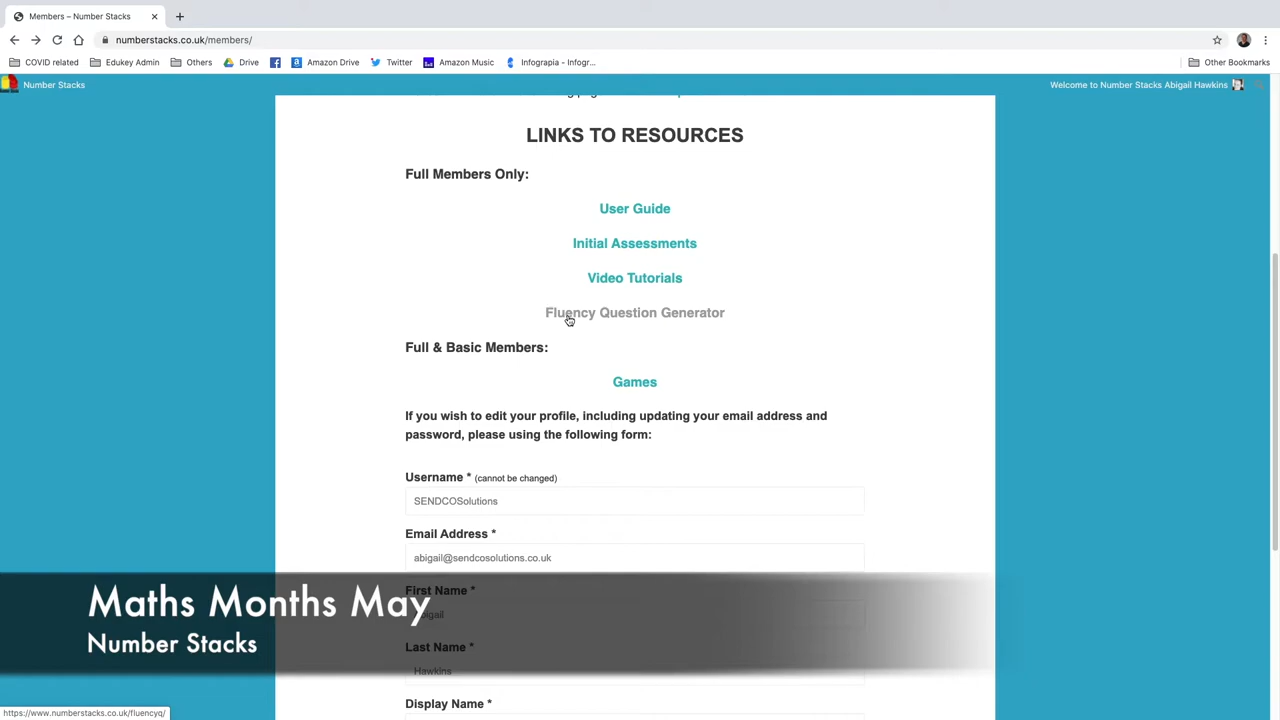 Members – Number Stacks
numberstacks.co.uk/members/
COVID related Edukey Admin Others Drive Amazon Drive Twitter Amazon Music Infograpia - Infogr... Other Bookmarks
Number Stacks Welcome to Number Stacks Abigail Hawkins
LINKS TO RESOURCES
Full Members Only:
User Guide
Initial Assessments
Video Tutorials
Fluency Question Generator
Full & Basic Members:
Games
If you wish to edit your profile, including updating your email address and
password, please using the following form:
Username * (cannot be changed)
SENDCOSolutions
Email Address *
abigail@sendcosolutions.co.uk
First Name *
Abigail
Last Name *
Hawkins
Display Name *
Maths Months May
Number Stacks
https://www.numberstacks.co.uk/fluencyq/